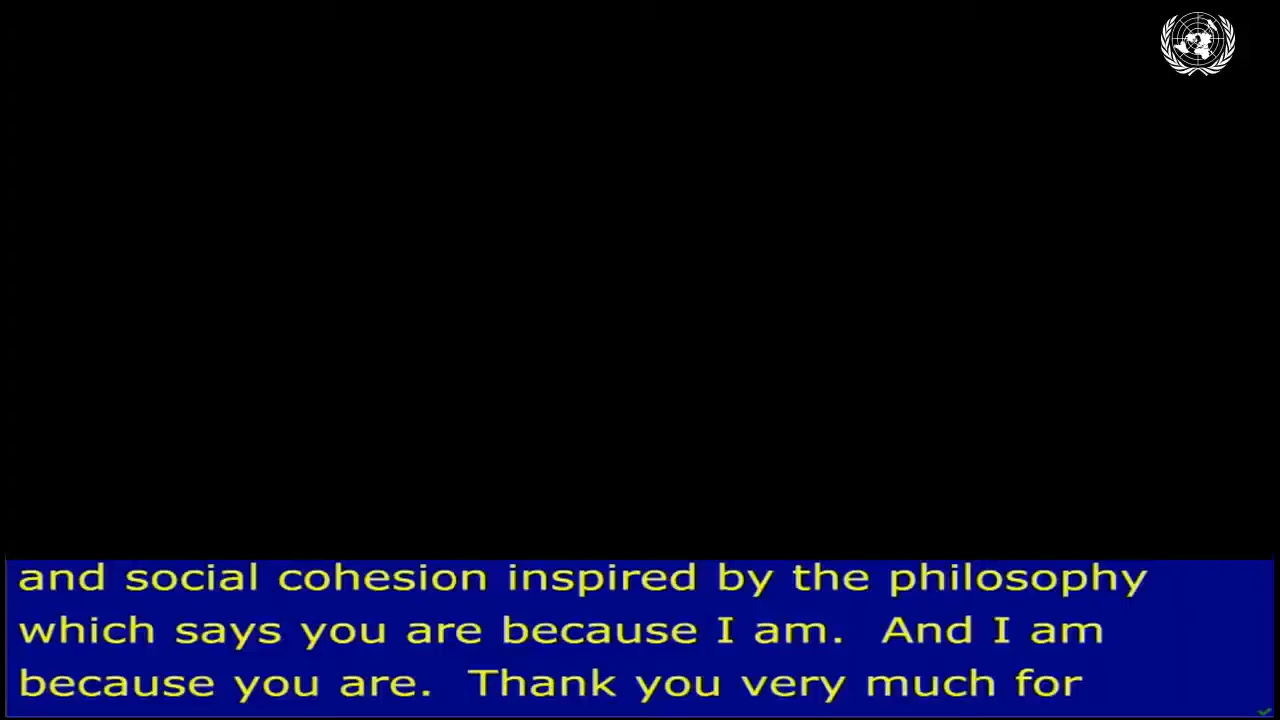 and social cohesion inspired by the philosophy
which says you are because I am.  And I am
because you are.  Thank you very much for